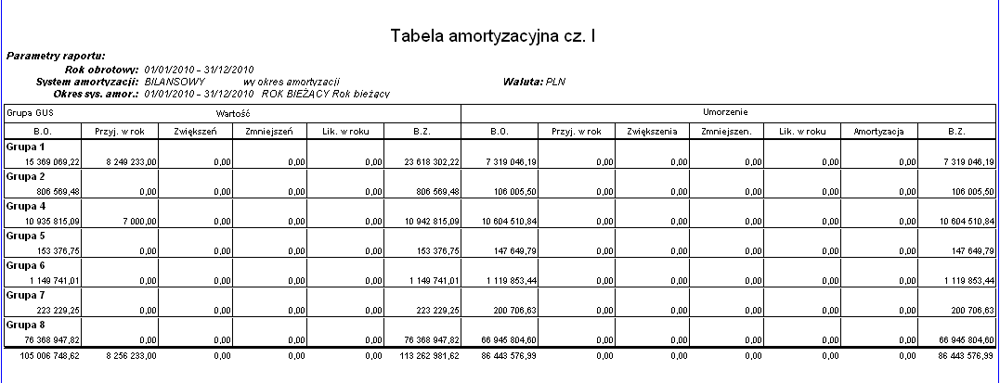 Tabela amortyzacyjna cz. I
Parametry raportu:
Rok obrotowy: 01/01/2010 - 31/12/2010
System amortyzacji: BILANSOWY wy okres amortyzacji Waluta: PLN
Okres sys. amor.: 01/01/2010 - 31/12/2010 ROK BIEŻĄCY Rok bieżący
Grupa GUS Wartość Umorzenie
B.O. Przyj. w rok Zwiększeń Zmniejszeń Lik. w roku B.Z. B.O. Przyj. w rok Zwiększenia Zmniejszen. Lik. w roku Amortyzacja B.Z.
Grupa 1
15 369 069,22 8 249 233,00 0,00 0,00 0,00 23 618 302,22 7 319 046,19 0,00 0,00 0,00 0,00 0,00 7 319 046,19
Grupa 2
806 569,48 0,00 0,00 0,00 0,00 806 569,48 106 005,50 0,00 0,00 0,00 0,00 0,00 106 005,50
Grupa 4
10 935 815,09 7 000,00 0,00 0,00 0,00 10 942 815,09 10 604 510,84 0,00 0,00 0,00 0,00 0,00 10 604 510,84
Grupa 5
153 376,75 0,00 0,00 0,00 0,00 153 376,75 147 649,79 0,00 0,00 0,00 0,00 0,00 147 649,79
Grupa 6
1 149 741,01 0,00 0,00 0,00 0,00 1 149 741,01 1 119 853,44 0,00 0,00 0,00 0,00 0,00 1 119 853,44
Grupa 7
223 229,25 0,00 0,00 0,00 0,00 223 229,25 200 706,63 0,00 0,00 0,00 0,00 0,00 200 706,63
Grupa 8
76 368 947,82 0,00 0,00 0,00 0,00 76 368 947,82 66 945 804,60 0,00 0,00 0,00 0,00 0,00 66 945 804,60
105 006 748,62 8 256 233,00 0,00 0,00 0,00 113 262 981,62 86 443 576,99 0,00 0,00 0,00 0,00 0,00 86 443 576,99